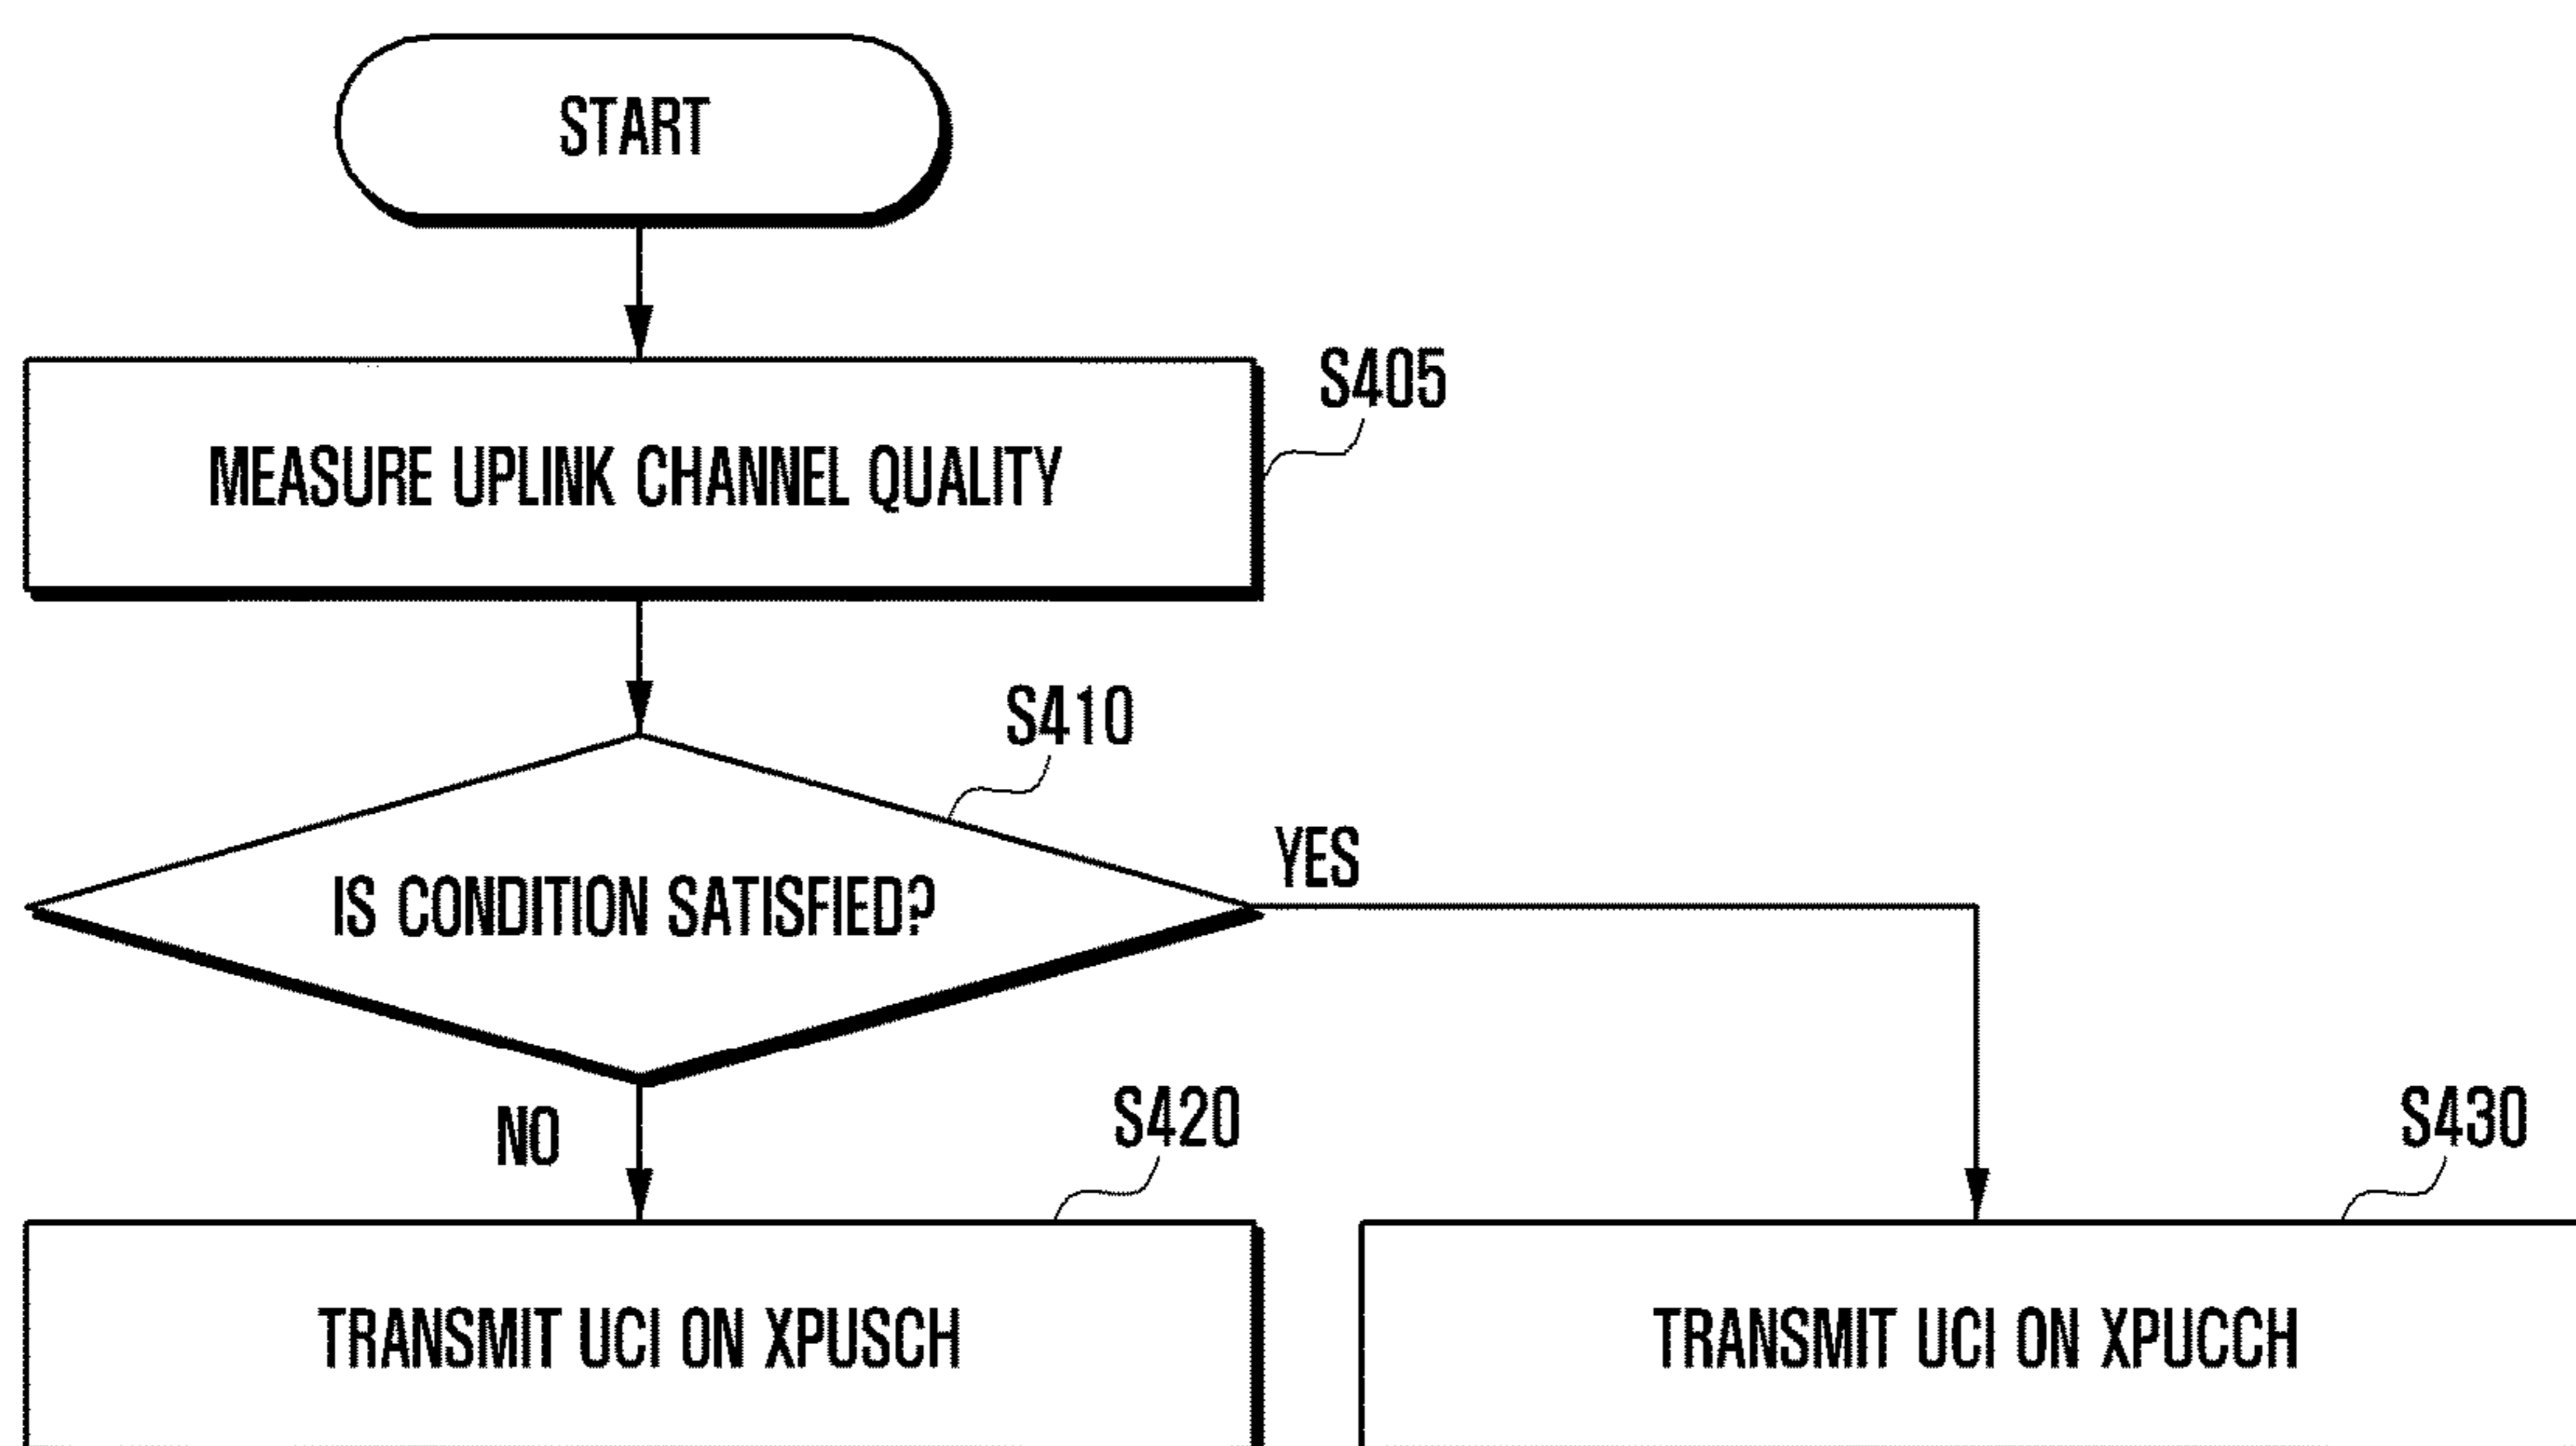 START
S405
MEASURE UPLINK CHANNEL QUALITY
S410
YES
IS CONDITION SATISFIED?
NO
S420
S430
TRANSMIT UCI ON XPUSCH
TRANSMIT UCI ON XPUCCH